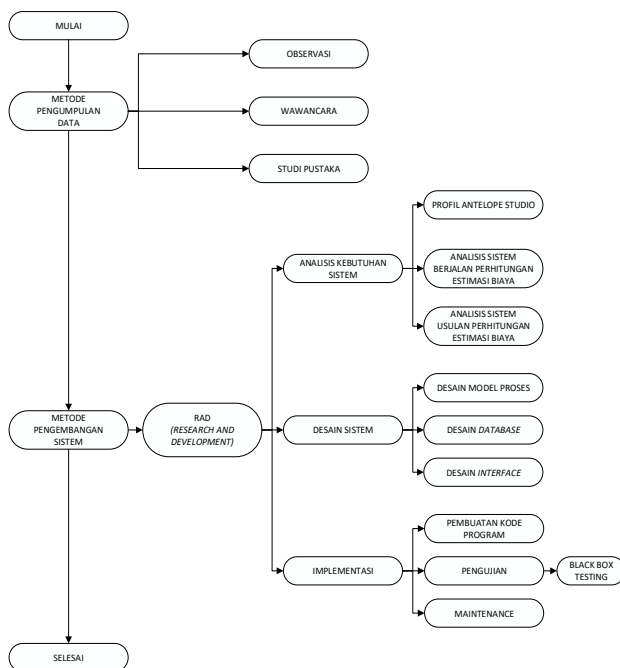 MULAI
METODE
PENGUMPULAN
DATA
OBSERVASI
WAWANCARA
STUDI PUSTAKA
METODE
PENGEMBANGAN
SISTEM
RAD
(RESEARCH AND
DEVELOPMENT)
ANALISIS KEBUTUHAN
SISTEM
PROFIL ANTELOPE STUDIO
ANALISIS SISTEM
BERJALAN PERHITUNGAN
ESTIMASI BIAYA
ANALISIS SISTEM
USULAN PERHITUNGAN
ESTIMASI BIAYA
DESAIN SISTEM
DESAIN MODEL PROSES
DESAIN DATABASE
DESAIN INTERFACE
IMPLEMENTASI
PEMBUATAN KODE
PROGRAM
PENGUJIAN
BLACK BOX
TESTING
MAINTENANCE
SELESAI